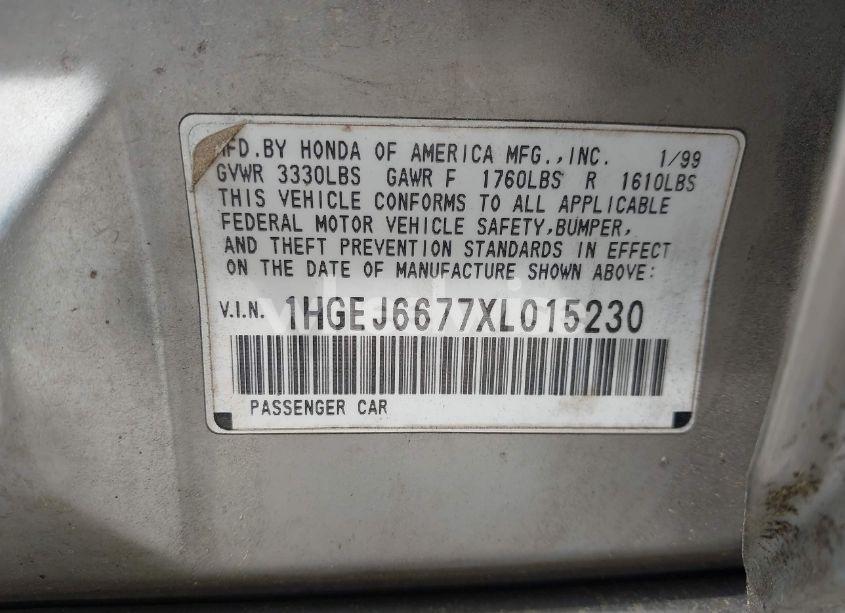 MFD.BY HONDA OF AMERICA MFG.,INC. 1/99
GVWR 3330LBS GAWR F 1760LBS R 1610LBS
THIS VEHICLE CONFORMS TO ALL APPLICABLE
FEDERAL MOTOR VEHICLE SAFETY,BUMPER,
AND THEFT PREVENTION STANDARDS IN EFFECT
ON THE DATE OF MANUFACTURE SHOWN ABOVE:
V.I.N. 1HGEJ6677XL015230
PASSENGER CAR